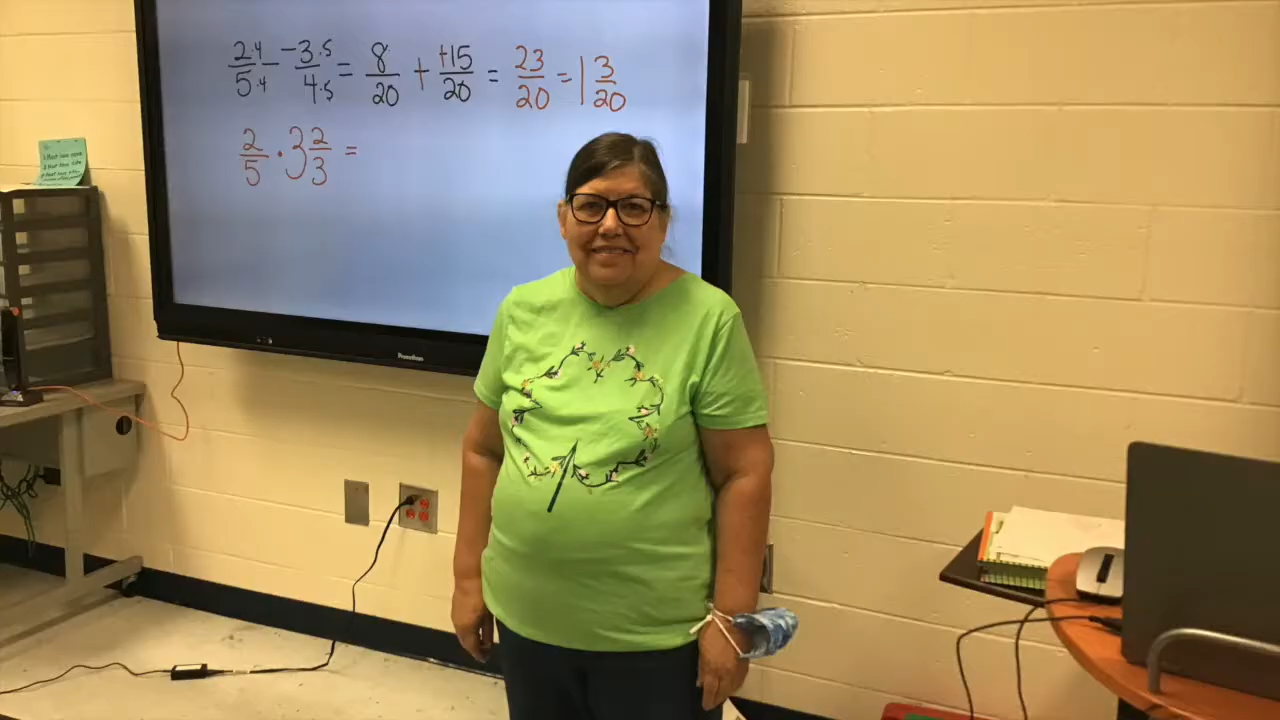 2·4/5·4 − −3·5/4·5 = 8/20 + +15/20 = 23/20 = 1 3/20
2/5 · 3 2/3 =
Promethean